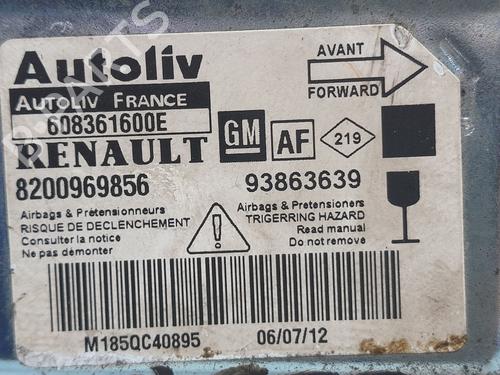 Autoliv
AUTOLIV FRANCE
608361600E
RENAULT
8200969856
GM
AF
219
AVANT
FORWARD
93863639
Airbags & Prétensionneurs
RISQUE DE DECLENCHEMENT
Consulter la notice
Ne pas démonter
Airbags & Pretensioners
TRIGERRING HAZARD
Read manual
Do not remove
M185QC40895
06/07/12